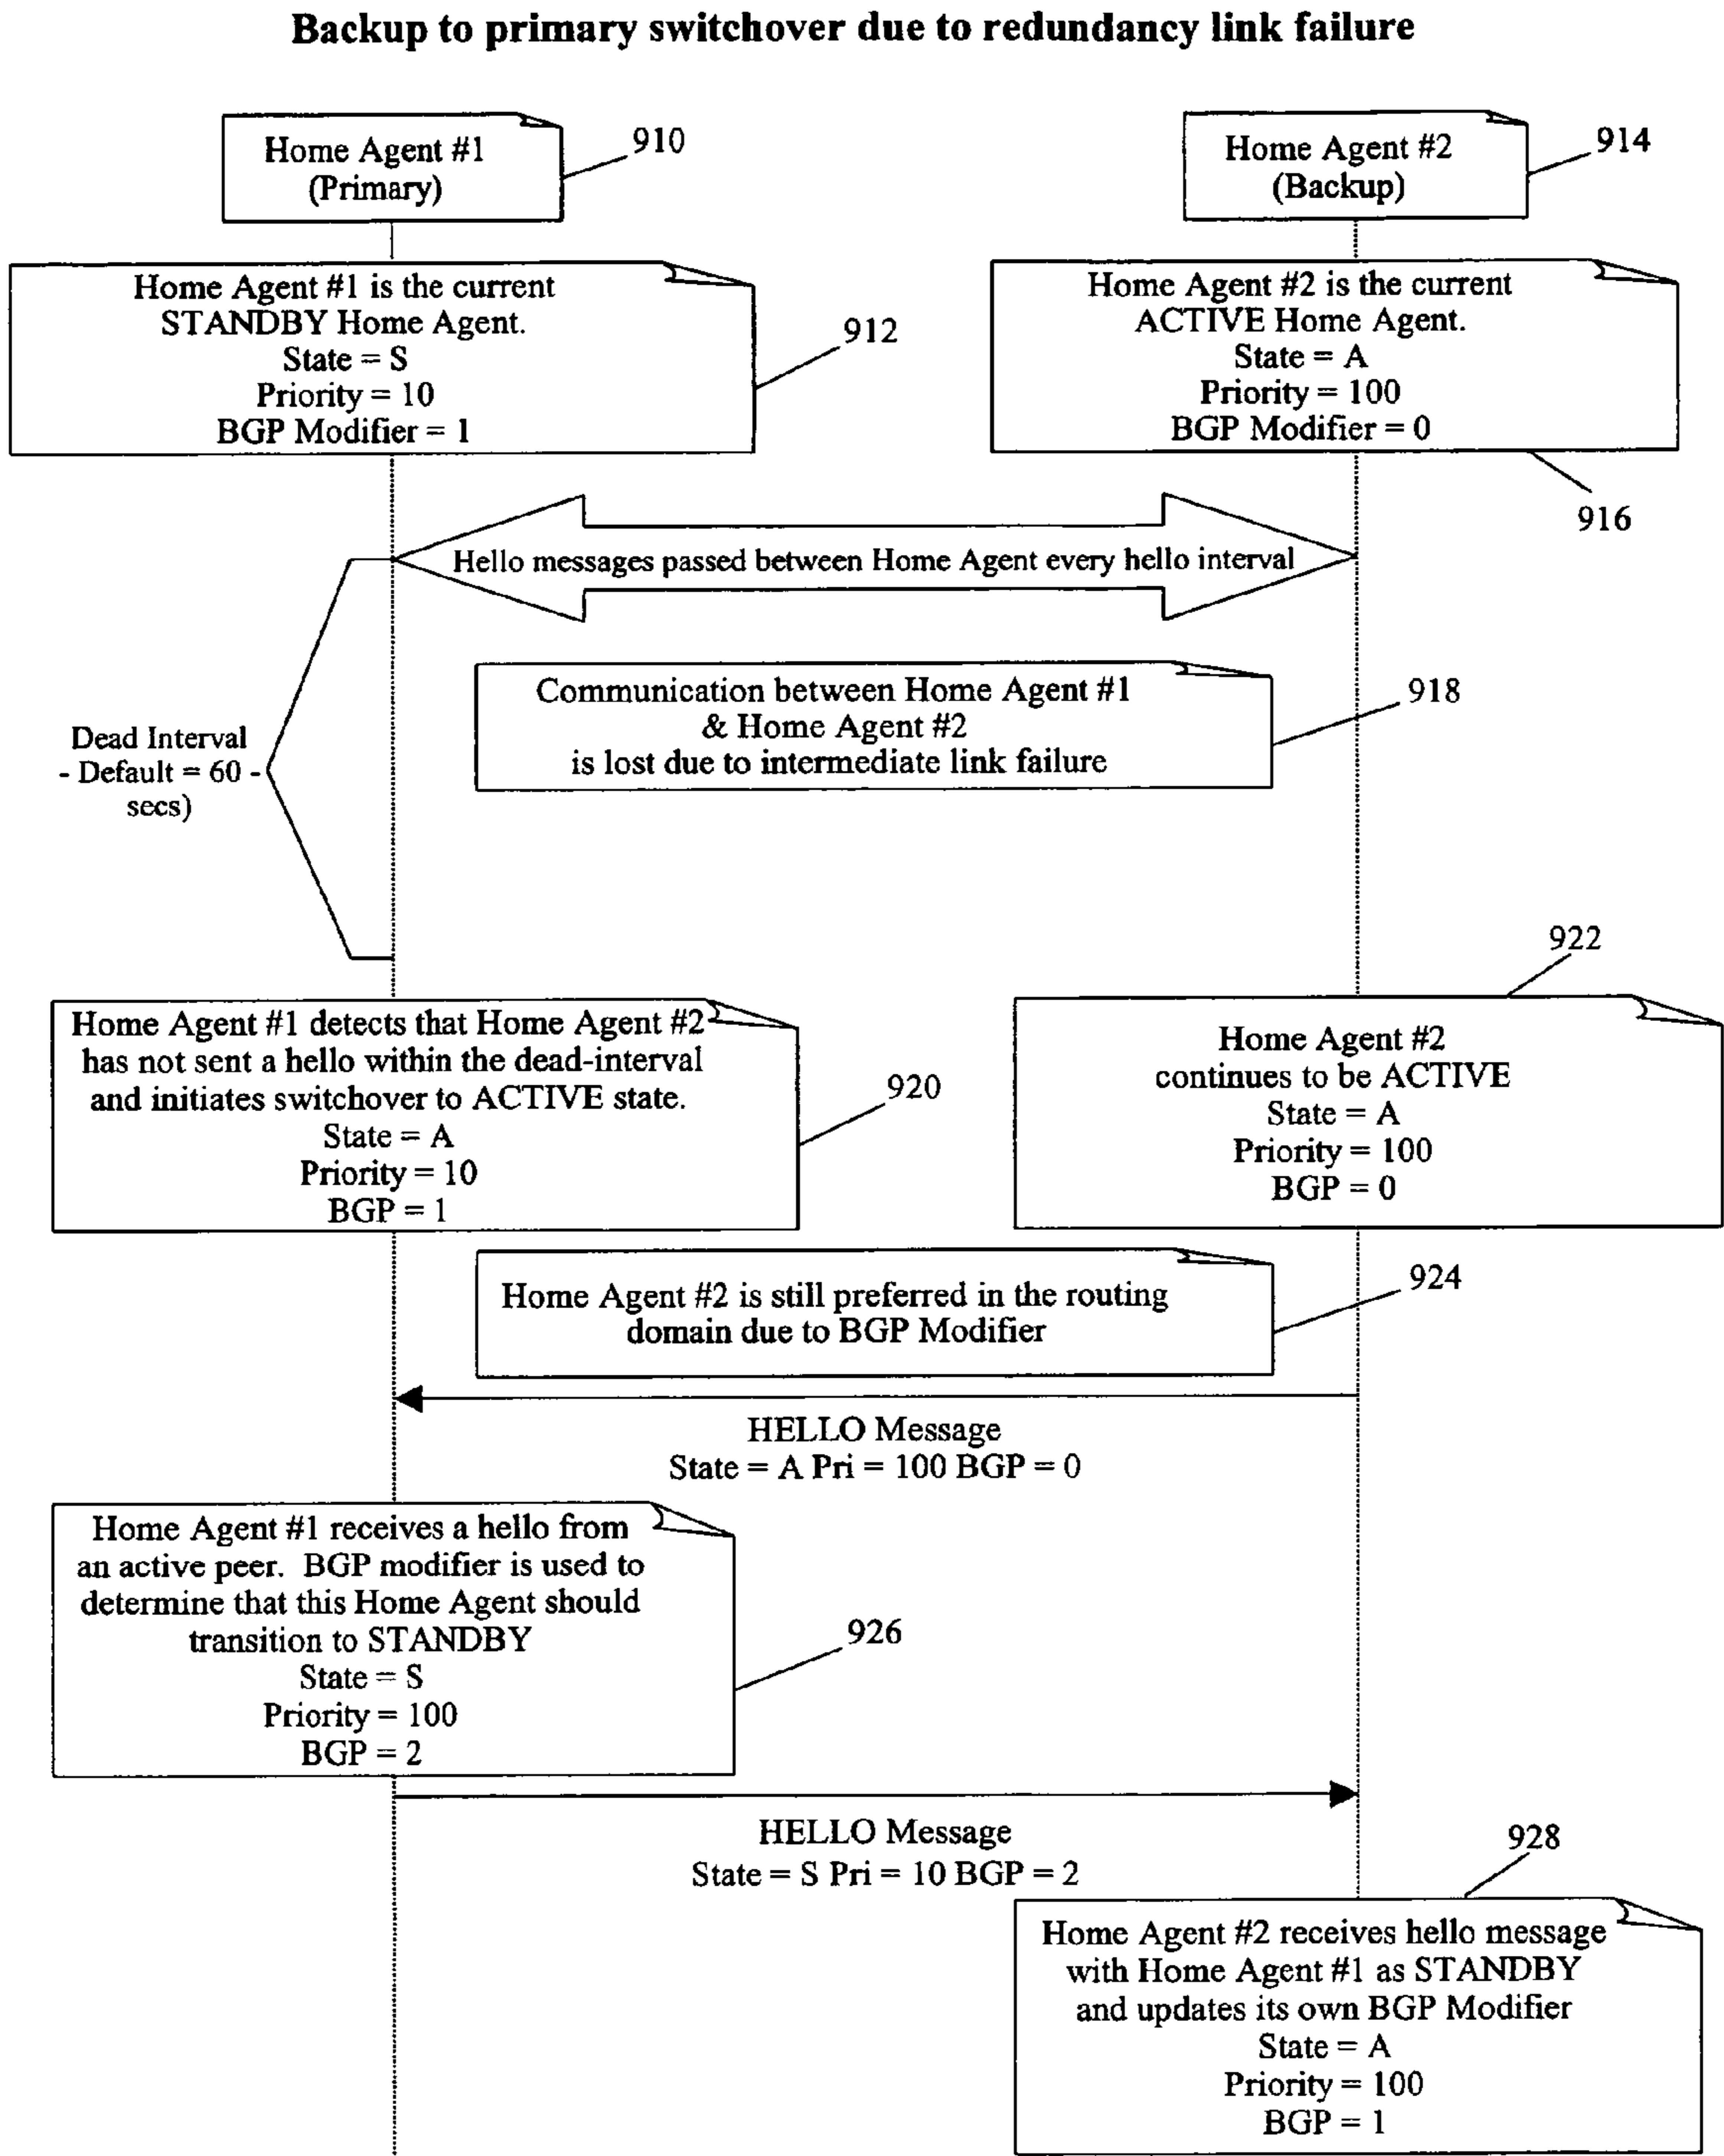 Backup to primary switchover due to redundancy link failure
Home Agent #1
(Primary)
910
Home Agent #2
(Backup)
914
Home Agent #1 is the current
STANDBY Home Agent.
State = S
Priority = 10
BGP Modifier = 1
912
Home Agent #2 is the current
ACTIVE Home Agent.
State = A
Priority = 100
BGP Modifier = 0
916
Hello messages passed between Home Agent every hello interval
Communication between Home Agent #1
& Home Agent #2
is lost due to intermediate link failure
918
Dead Interval
- Default = 60 -
secs)
Home Agent #1 detects that Home Agent #2
has not sent a hello within the dead-interval
and initiates switchover to ACTIVE state.
State = A
Priority = 10
BGP = 1
920
922
Home Agent #2
continues to be ACTIVE
State = A
Priority = 100
BGP = 0
Home Agent #2 is still preferred in the routing
domain due to BGP Modifier
924
HELLO Message
State = A Pri = 100 BGP = 0
Home Agent #1 receives a hello from
an active peer. BGP modifier is used to
determine that this Home Agent should
transition to STANDBY
State = S
Priority = 100
BGP = 2
926
HELLO Message
State = S Pri = 10 BGP = 2
928
Home Agent #2 receives hello message
with Home Agent #1 as STANDBY
and updates its own BGP Modifier
State = A
Priority = 100
BGP = 1